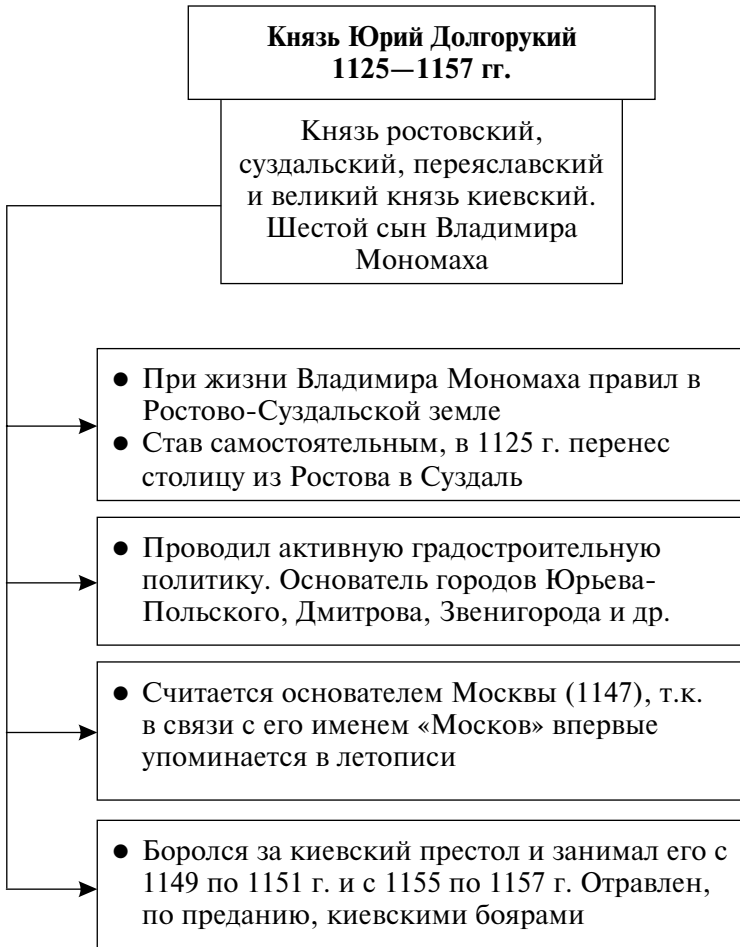 Князь Юрий Долгорукий
1125—1157 гг.
Князь ростовский,
суздальский, переяславский
и великий князь киевский.
Шестой сын Владимира
Мономаха
● При жизни Владимира Мономаха правил в
Ростово-Суздальской земле
● Став самостоятельным, в 1125 г. перенес
столицу из Ростова в Суздаль
● Проводил активную градостроительную
политику. Основатель городов Юрьева-
Польского, Дмитрова, Звенигорода и др.
● Считается основателем Москвы (1147), т.к.
в связи с его именем «Москов» впервые
упоминается в летописи
● Боролся за киевский престол и занимал его с
1149 по 1151 г. и с 1155 по 1157 г. Отравлен,
по преданию, киевскими боярами